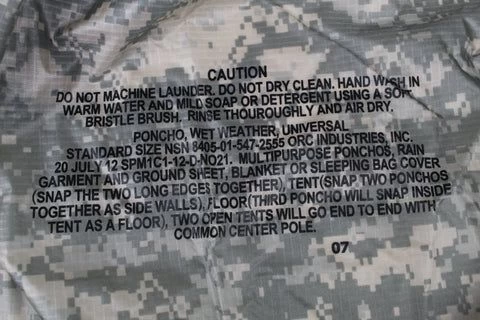 CAUTION
DO NOT MACHINE LAUNDER. DO NOT DRY CLEAN. HAND WASH IN
WARM WATER AND MILD SOAP OR DETERGENT USING A SOFT
BRISTLE BRUSH. RINSE THOUROUGHLY AND AIR DRY.
PONCHO, WET WEATHER, UNIVERSAL
STANDARD SIZE NSN 8405-01-547-2555 ORC INDUSTRIES, INC.
20 JULY 12 SPM1C1-12-D-NO21. MULTIPURPOSE PONCHOS, RAIN
GARMENT AND GROUND SHEET, BLANKET OR SLEEPING BAG COVER
(SNAP THE TWO LONG EDGES TOGETHER), TENT(SNAP TWO PONCHOS
TOGETHER AS SIDE WALLS), FLOOR(THIRD PONCHO WILL SNAP INSIDE
TENT AS A FLOOR), TWO OPEN TENTS WILL GO END TO END WITH
COMMON CENTER POLE.
07